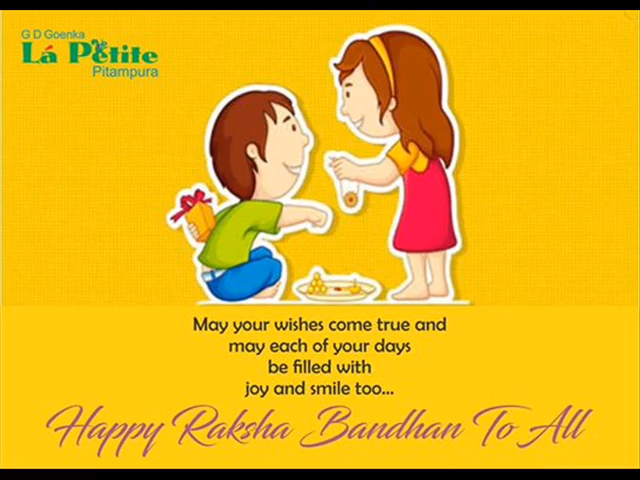 G D Goenka
Lá Petite
Pitampura
May your wishes come true and
may each of your days
be filled with
joy and smile too...
Happy Raksha Bandhan To All